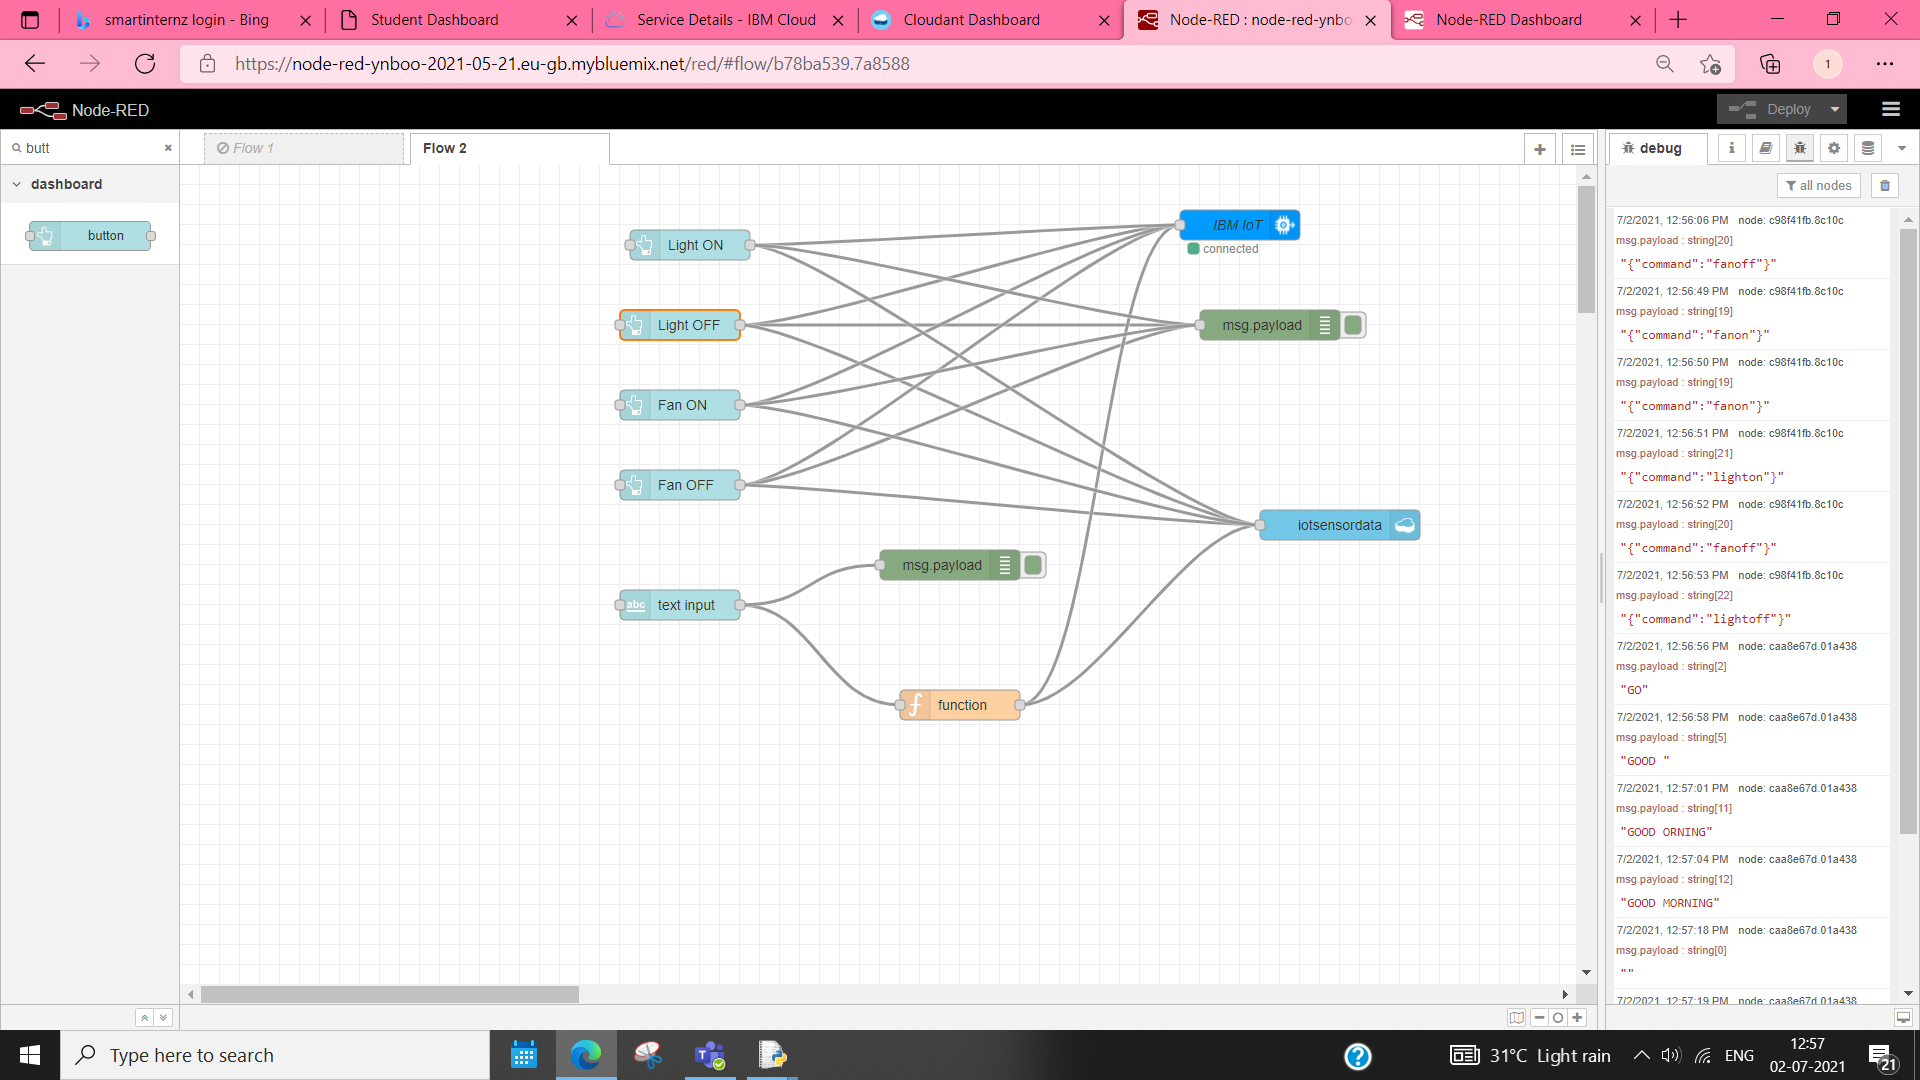 smartinternz login - Bing
Student Dashboard
Service Details - IBM Cloud
Cloudant Dashboard
Node-RED : node-red-ynbo
Node-RED Dashboard
https://node-red-ynboo-2021-05-21.eu-gb.mybluemix.net/red/#flow/b78ba539.7a8588
1
Node-RED
Deploy
butt
Flow 1
Flow 2
debug
i
dashboard
all nodes
button
Light ON
Light OFF
Fan ON
Fan OFF
abc
text input
msg.payload
function
IBM IoT
connected
msg.payload
iotsensordata
7/2/2021, 12:56:06 PM node: c98f41fb.8c10c
msg.payload : string[20]
"{"command":"fanoff"}"
7/2/2021, 12:56:49 PM node: c98f41fb.8c10c
msg.payload : string[19]
"{"command":"fanon"}"
7/2/2021, 12:56:50 PM node: c98f41fb.8c10c
msg.payload : string[19]
"{"command":"fanon"}"
7/2/2021, 12:56:51 PM node: c98f41fb.8c10c
msg.payload : string[21]
"{"command":"lighton"}"
7/2/2021, 12:56:52 PM node: c98f41fb.8c10c
msg.payload : string[20]
"{"command":"fanoff"}"
7/2/2021, 12:56:53 PM node: c98f41fb.8c10c
msg.payload : string[22]
"{"command":"lightoff"}"
7/2/2021, 12:56:56 PM node: caa8e67d.01a438
msg.payload : string[2]
"GO"
7/2/2021, 12:56:58 PM node: caa8e67d.01a438
msg.payload : string[5]
"GOOD "
7/2/2021, 12:57:01 PM node: caa8e67d.01a438
msg.payload : string[11]
"GOOD ORNING"
7/2/2021, 12:57:04 PM node: caa8e67d.01a438
msg.payload : string[12]
"GOOD MORNING"
7/2/2021, 12:57:18 PM node: caa8e67d.01a438
msg.payload : string[0]
""
7/2/2021, 12:57:19 PM node: caa8e67d.01a438
Type here to search
31°C Light rain
ENG
12:57
02-07-2021
21